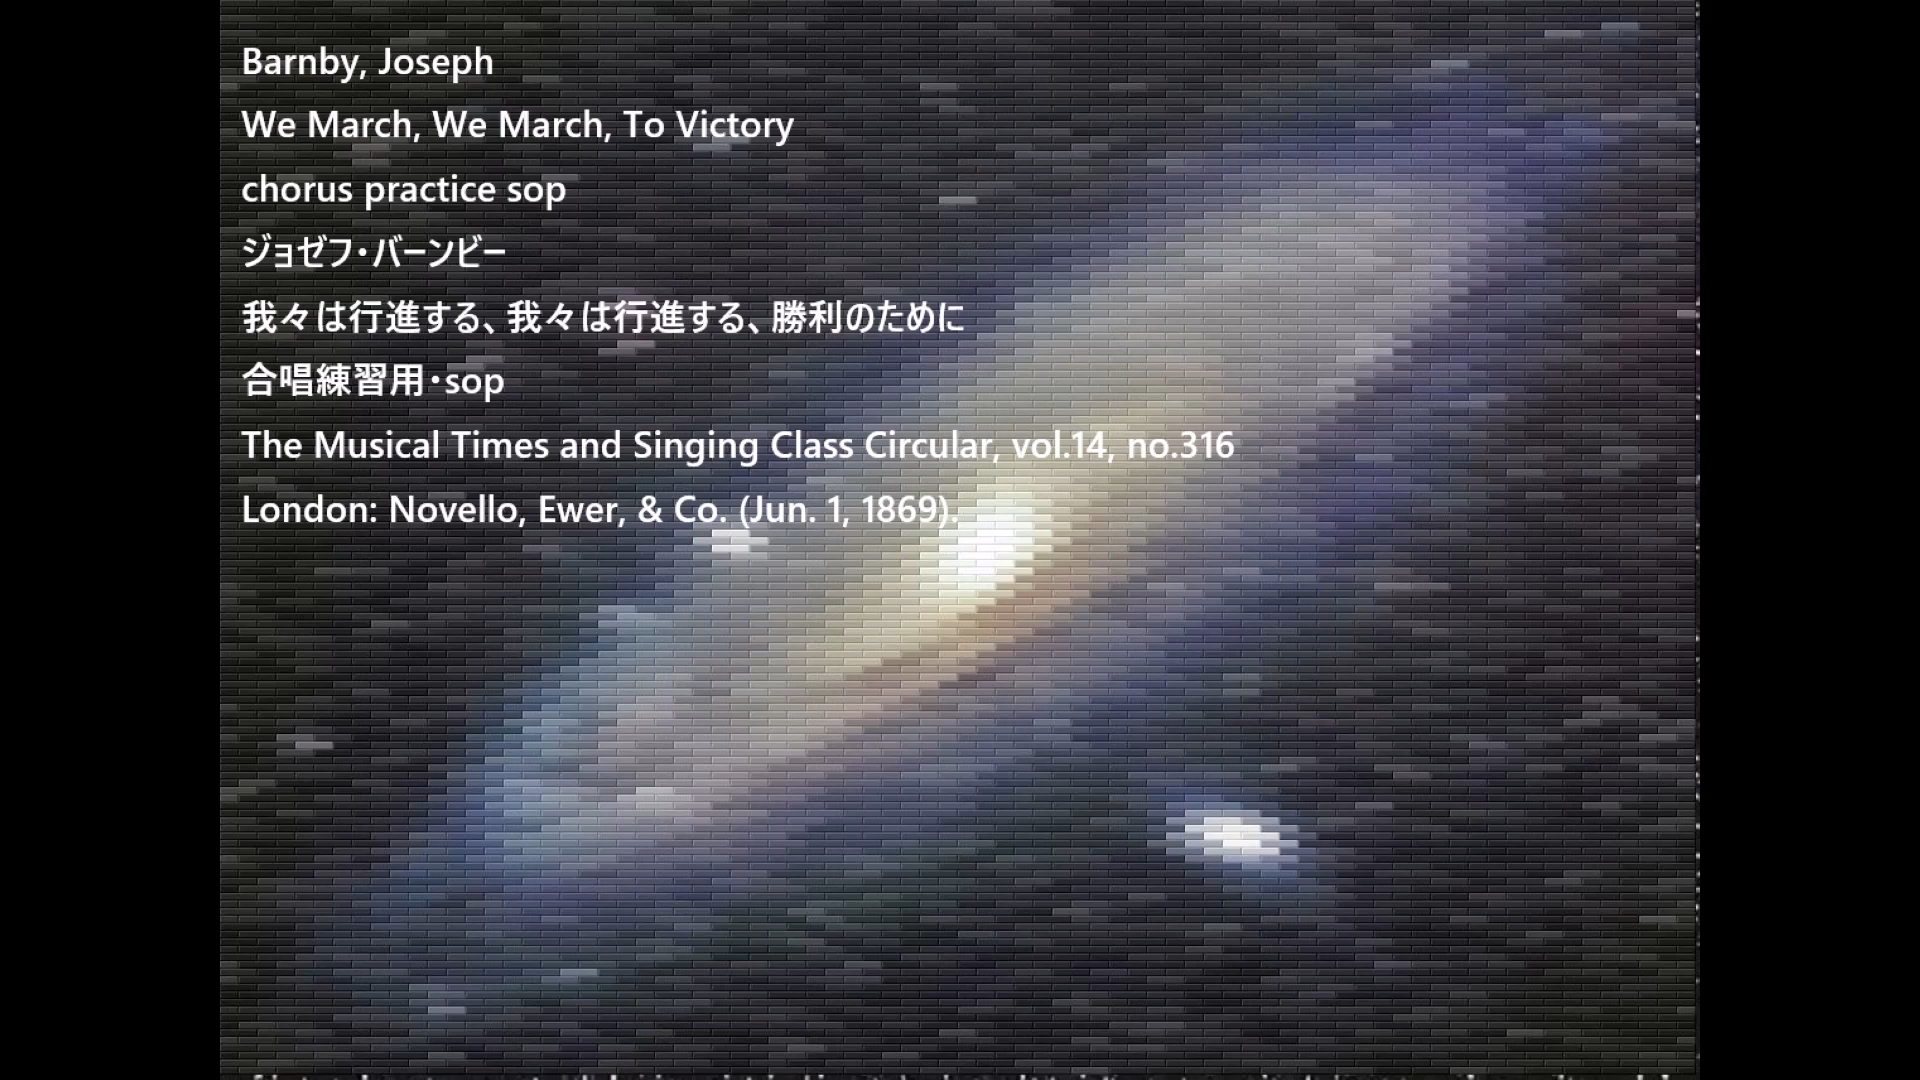 Barnby, Joseph
We March, We March, To Victory
chorus practice sop
ジョゼフ・バーンビー
我々は行進する、我々は行進する、勝利のために
合唱練習用・sop
The Musical Times and Singing Class Circular, vol.14, no.316
London: Novello, Ewer, & Co. (Jun. 1, 1869).